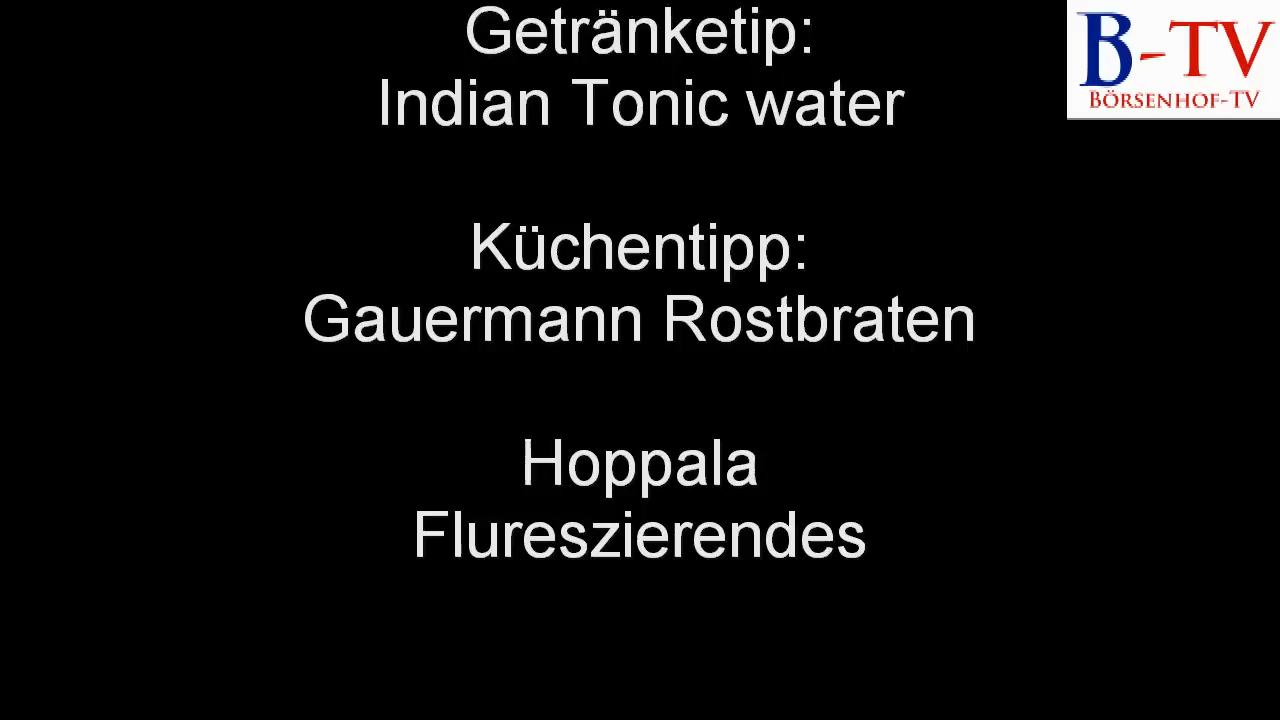 Getränketip:
Indian Tonic water
Küchentipp:
Gauermann Rostbraten
Hoppala
Flureszierendes
B-TV
BÖRSENHOF-TV